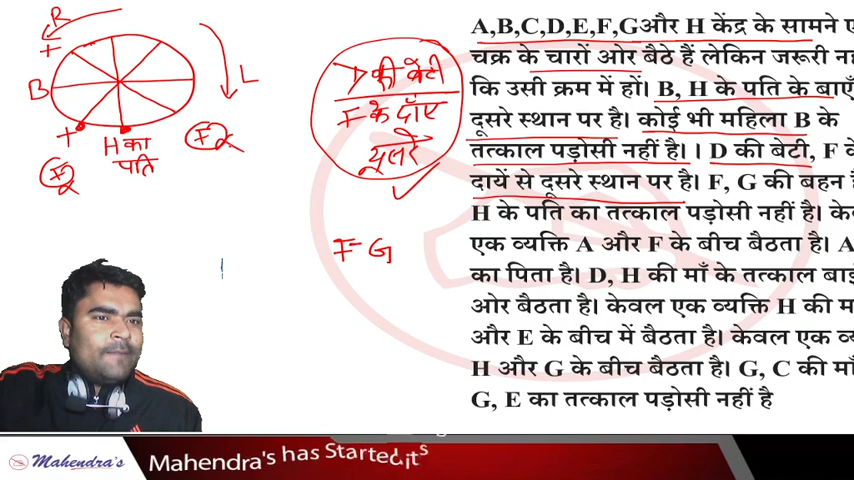 A,B,C,D,E,F,Gऔर H केंद्र के सामने ए
चक्र के चारों ओर बैठे हैं लेकिन जरूरी न
कि उसी क्रम में हों। B, H के पति के बाएँ
दूसरे स्थान पर है। कोई भी महिला B के
तत्काल पड़ोसी नहीं है। । D की बेटी, F के
दायें से दूसरे स्थान पर है। F, G की बहन है
H के पति का तत्काल पड़ोसी नहीं है। के
एक व्यक्ति A और F के बीच बैठता है। A
का पिता है। D, H की माँ के तत्काल बाई
ओर बैठता है। केवल एक व्यक्ति H की म
और E के बीच में बैठता है। केवल एक व्य
H और G के बीच बैठता है। G, C की माँ
G, E का तत्काल पड़ोसी नहीं है
R
+
B
L
+
H का
पति
F
F
D की बेटी
F के दाँए
दूसरे
F-G
Mahendra's
Mahendra's has Started it's